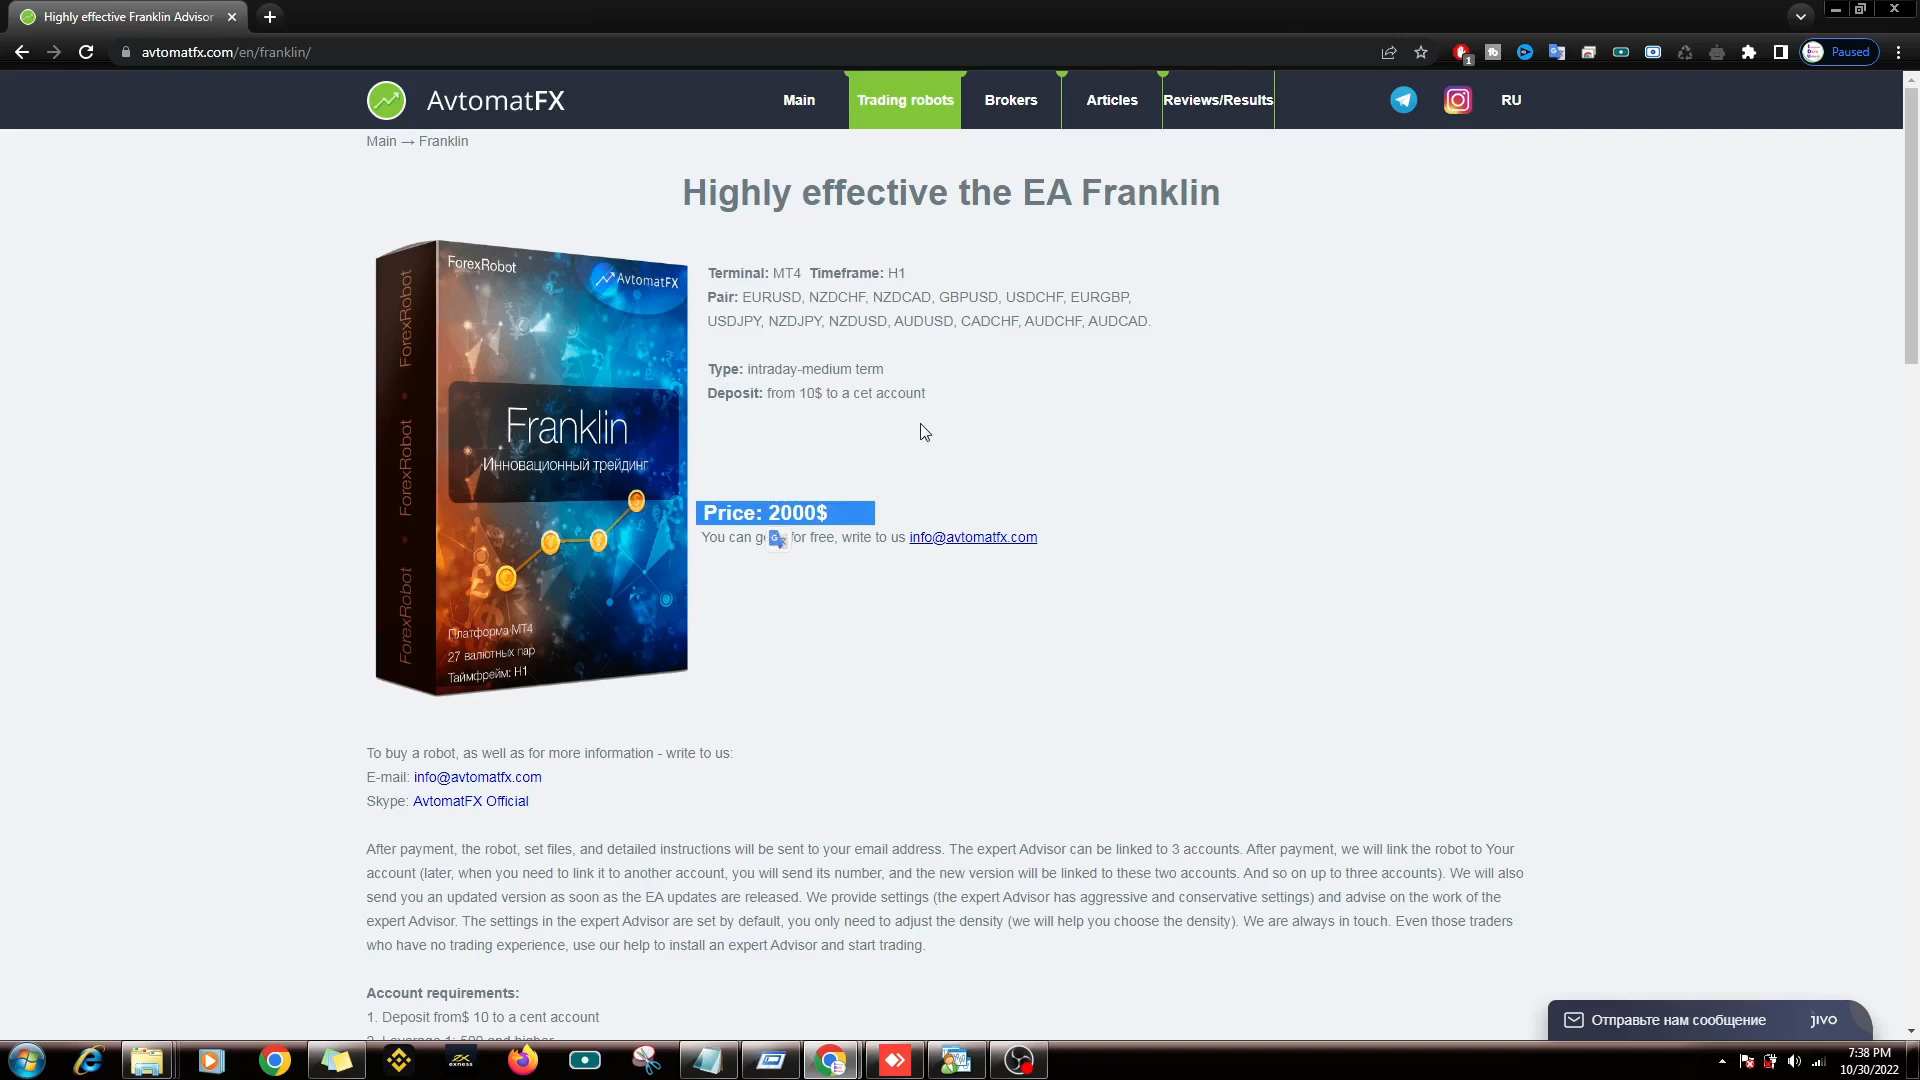 Highly effective Franklin Advisor
avtomatfx.com/en/franklin/
1
Paused
AvtomatFX
Main
Trading robots
Brokers
Articles
Reviews/Results
RU
Main → Franklin
Highly effective the EA Franklin
ForexRobot
AvtomatFX
Franklin
Инновационный трейдинг
Платформа МТ4
27 валютных пар
Таймфрейм: H1
ForexRobot • ForexRobot • ForexRobot
Terminal: MT4 Timeframe: H1
Pair: EURUSD, NZDCHF, NZDCAD, GBPUSD, USDCHF, EURGBP,
USDJPY, NZDJPY, NZDUSD, AUDUSD, CADCHF, AUDCHF, AUDCAD.
Type: intraday-medium term
Deposit: from 10$ to a cet account
Price: 2000$
You can for free, write to us info@avtomatfx.com
To buy a robot, as well as for more information - write to us:
E-mail: info@avtomatfx.com
Skype: AvtomatFX Official
After payment, the robot, set files, and detailed instructions will be sent to your email address. The expert Advisor can be linked to 3 accounts. After payment, we will link the robot to Your
account (later, when you need to link it to another account, you will send its number, and the new version will be linked to these two accounts. And so on up to three accounts). We will also
send you an updated version as soon as the EA updates are released. We provide settings (the expert Advisor has aggressive and conservative settings) and advise on the work of the
expert Advisor. The settings in the expert Advisor are set by default, you only need to adjust the density (we will help you choose the density). We are always in touch. Even those traders
who have no trading experience, use our help to install an expert Advisor and start trading.
Account requirements:
1. Deposit from$ 10 to a cent account
Отправьте нам сообщение
jivo
exness
7:38 PM
10/30/2022